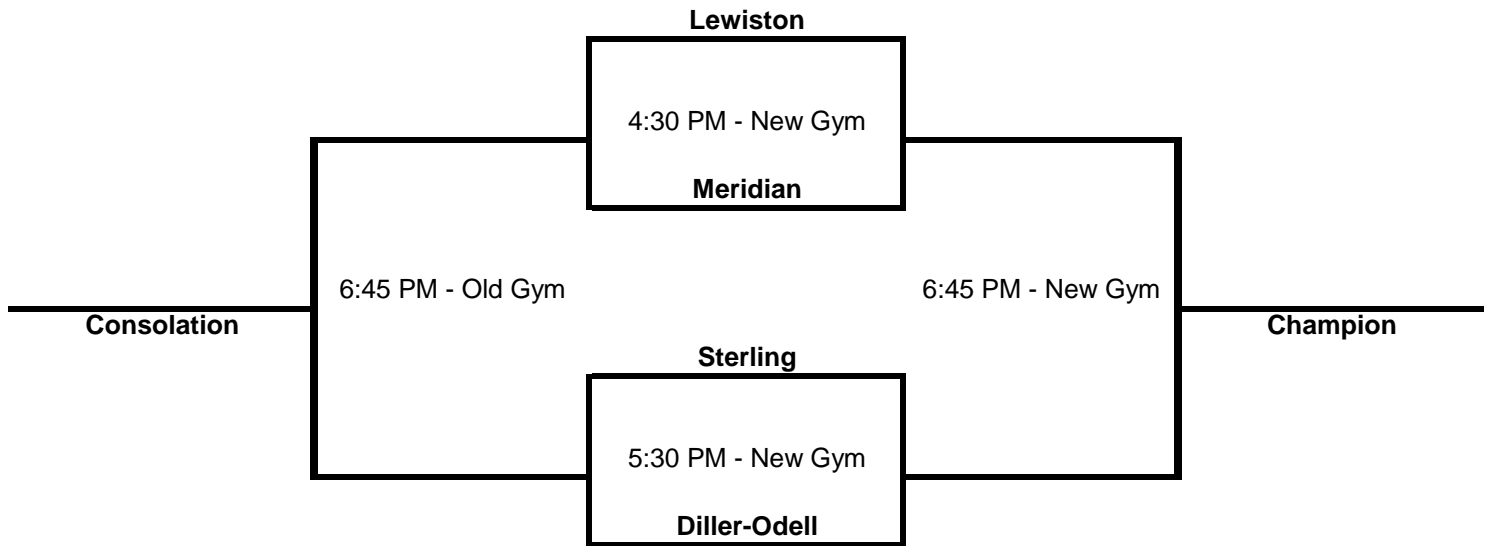 Lewiston
4:30 PM - New Gym
Meridian
6:45 PM - Old Gym
6:45 PM - New Gym
Consolation
Champion
Sterling
5:30 PM - New Gym
Diller-Odell